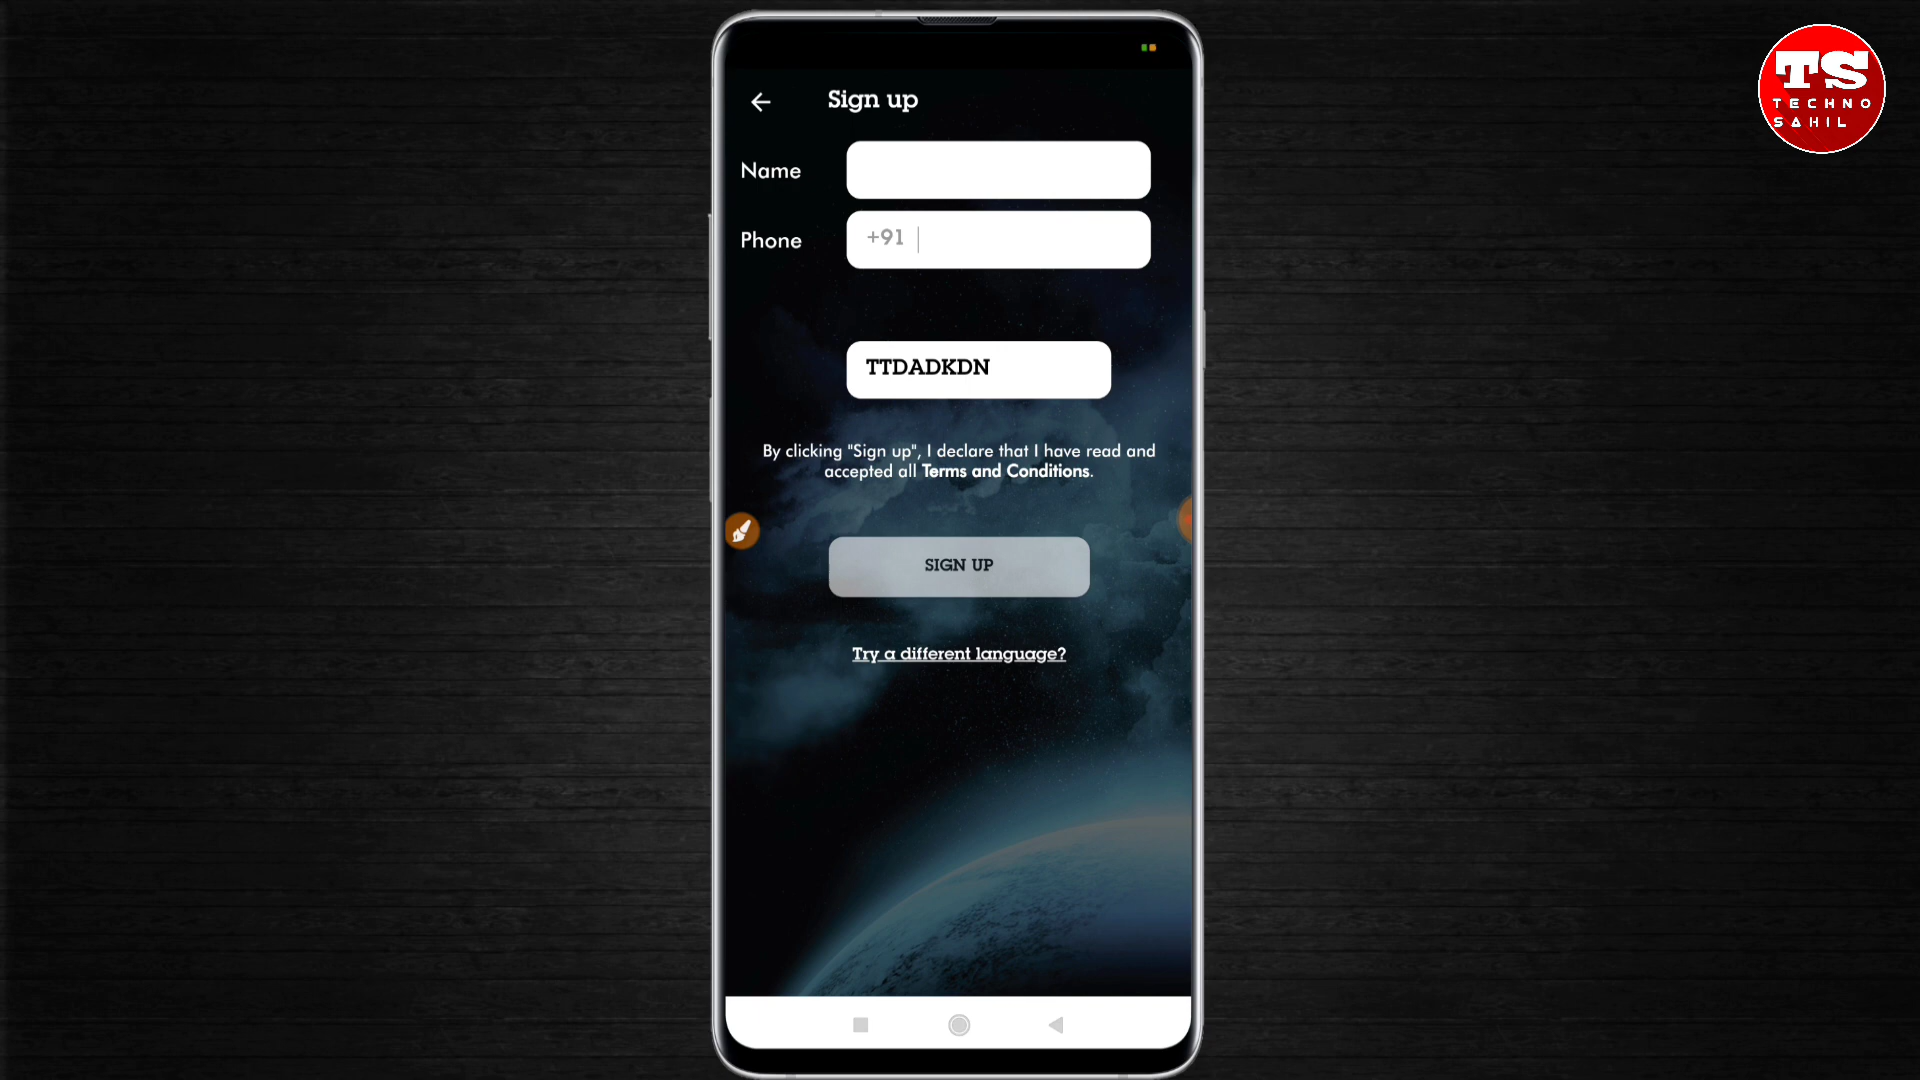 TS
TECHNO
SAHIL
Sign up
Name
Phone
+91
TTDADKDN
By clicking "Sign up", I declare that I have read and
accepted all Terms and Conditions.
SIGN UP
Try a different language?